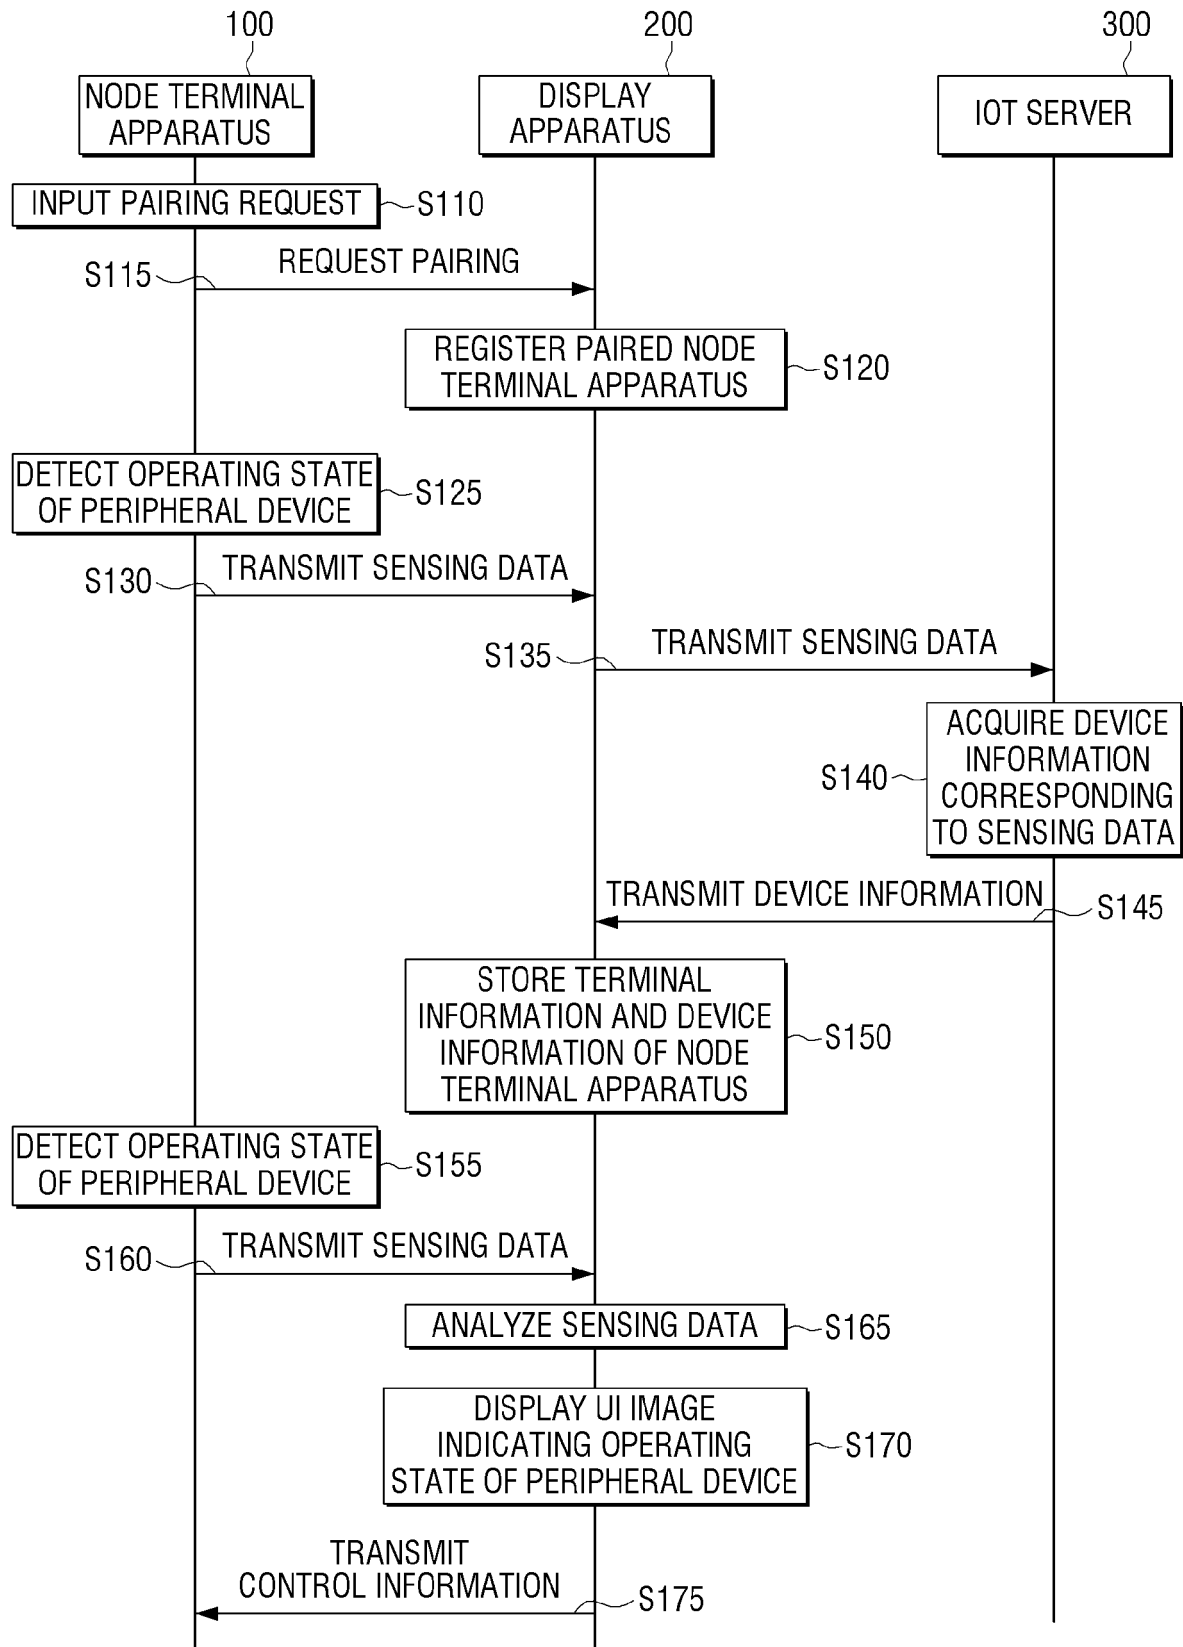 100
200
300
NODE TERMINAL
APPARATUS
DISPLAY
APPARATUS
IOT SERVER
INPUT PAIRING REQUEST
S110
REQUEST PAIRING
S115
REGISTER PAIRED NODE
TERMINAL APPARATUS
S120
DETECT OPERATING STATE
OF PERIPHERAL DEVICE
S125
TRANSMIT SENSING DATA
S130
TRANSMIT SENSING DATA
S135
ACQUIRE DEVICE
INFORMATION
CORRESPONDING
TO SENSING DATA
S140
TRANSMIT DEVICE INFORMATION
S145
STORE TERMINAL
INFORMATION AND DEVICE
INFORMATION OF NODE
TERMINAL APPARATUS
S150
DETECT OPERATING STATE
OF PERIPHERAL DEVICE
S155
TRANSMIT SENSING DATA
S160
ANALYZE SENSING DATA
S165
DISPLAY UI IMAGE
INDICATING OPERATING
STATE OF PERIPHERAL DEVICE
S170
TRANSMIT
CONTROL INFORMATION
S175